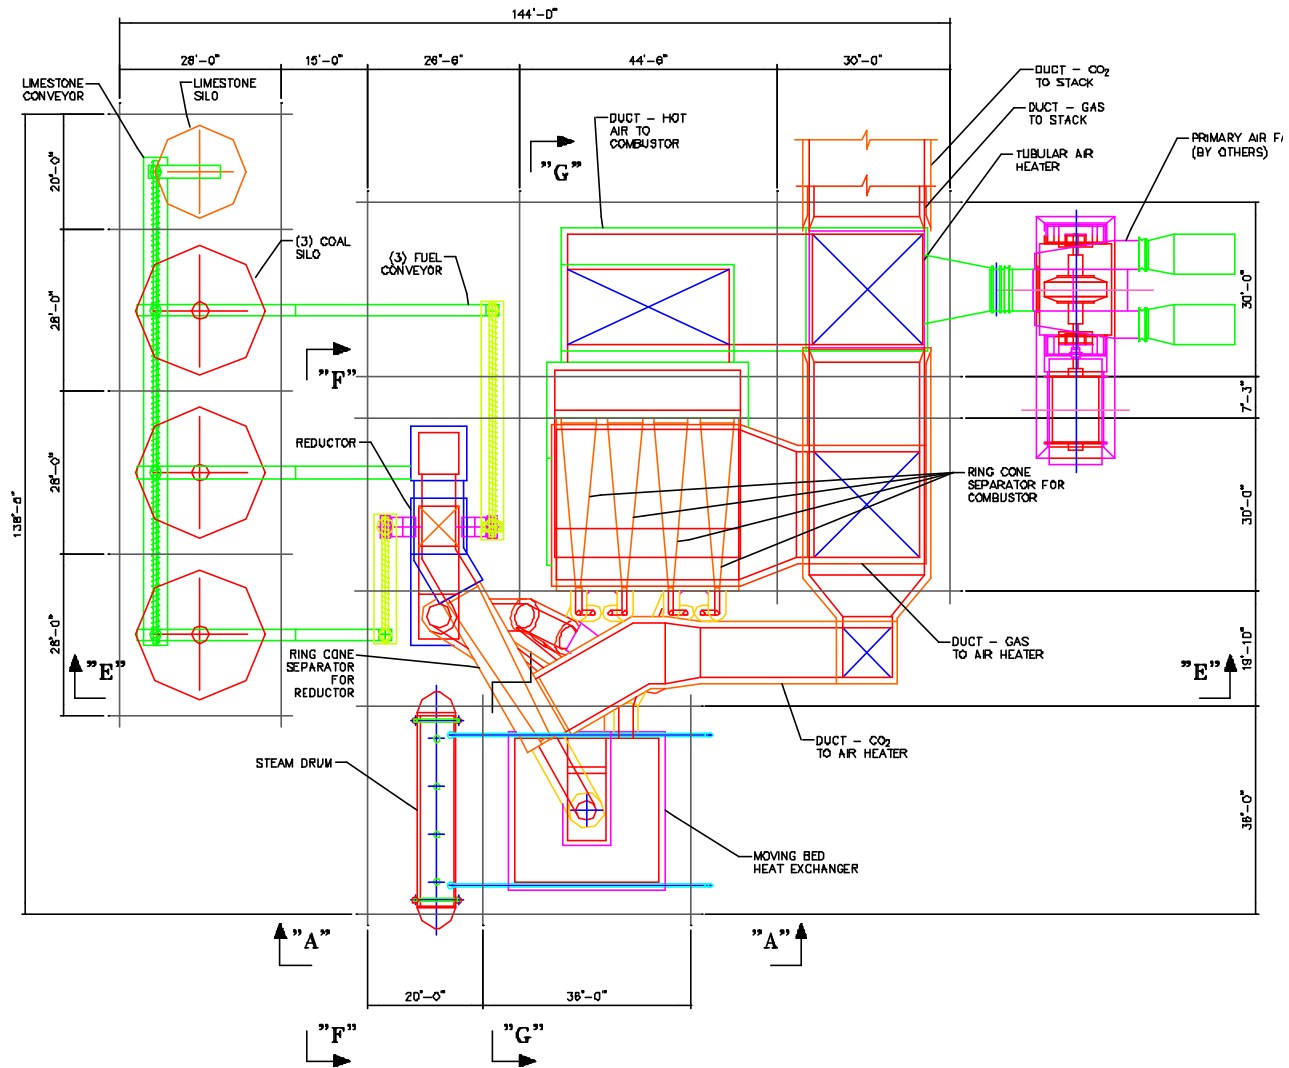 144'-0"
28'-0"
15'-0"
26'-6"
44'-6"
30'-0"
LIMESTONE
CONVEYOR
LIMESTONE
SILO
DUCT - HOT
AIR TO
COMBUSTOR
"G"
DUCT - CO2
TO STACK
DUCT - GAS
TO STACK
TUBULAR AIR
HEATER
PRIMARY AIR
(BY OTHERS)
20'-0"
(3) COAL
SILO
(3) FUEL
CONVEYOR
28'-0"
30'-0"
"F"
7'-3"
REDUCTOR
28'-0"
RING CONE
SEPARATOR FOR
COMBUSTOR
30'-0"
28'-0"
"E"
RING CONE
SEPARATOR
FOR
REDUCTOR
DUCT - GAS
TO AIR HEATER
"E"
19'-10"
STEAM DRUM
DUCT - CO2
TO AIR HEATER
36'-0"
MOVING BED
HEAT EXCHANGER
"A"
"A"
20'-0"
36'-0"
"F"
"G"